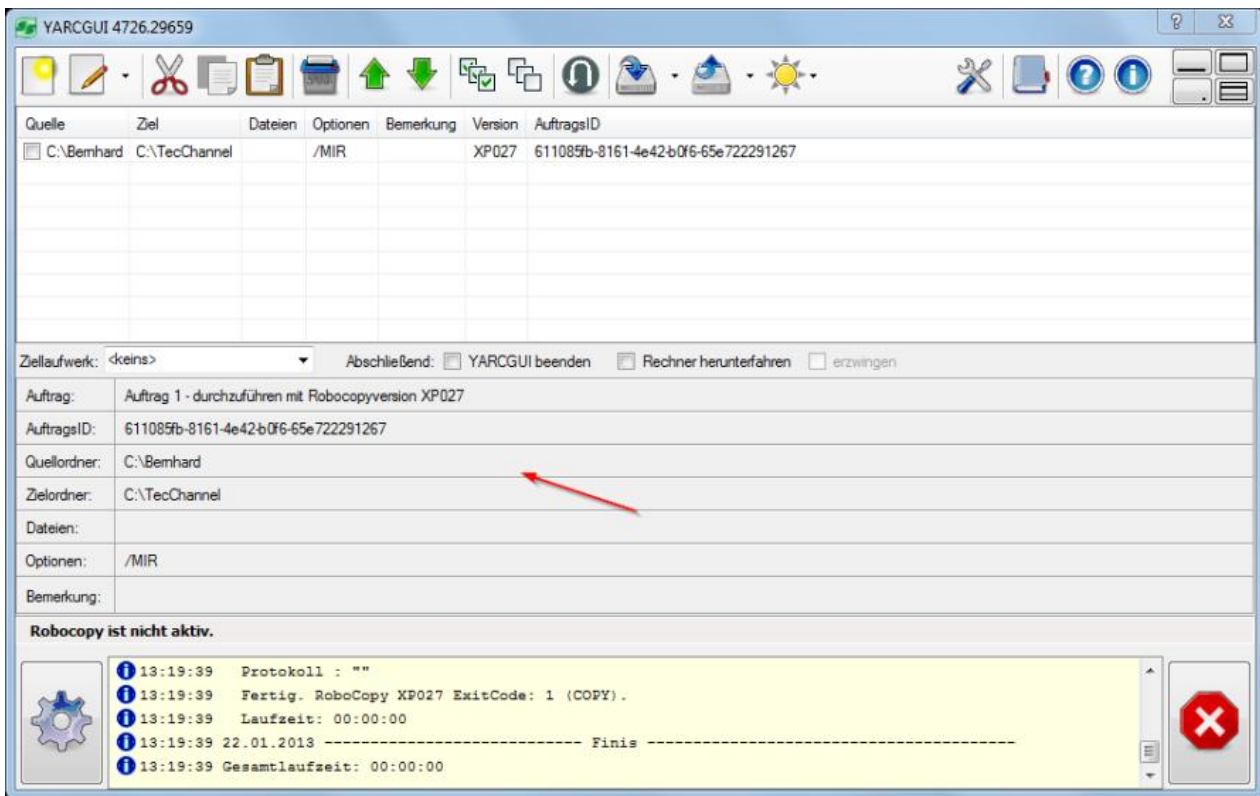 YARCGUI 4726.29659
Quelle Ziel Dateien Optionen Bemerkung Version AuftragsID
C:\Bernhard C:\TecChannel /MIR XP027 611085fb-8161-4e42-b0f6-65e722291267
Ziellaufwerk: <keins> Abschließend: YARCGUI beenden Rechner herunterfahren erzwingen
Auftrag: Auftrag 1 - durchzuführen mit Robocopyversion XP027
AuftragsID: 611085fb-8161-4e42-b0f6-65e722291267
Quellordner: C:\Bernhard
Zielordner: C:\TecChannel
Dateien:
Optionen: /MIR
Bemerkung:
Robocopy ist nicht aktiv.
13:19:39 Protokoll : ""
13:19:39 Fertig. RoboCopy XP027 ExitCode: 1 (COPY).
13:19:39 Laufzeit: 00:00:00
13:19:39 22.01.2013 ---------------------------- Finis ----------------------------------------
13:19:39 Gesamtlaufzeit: 00:00:00